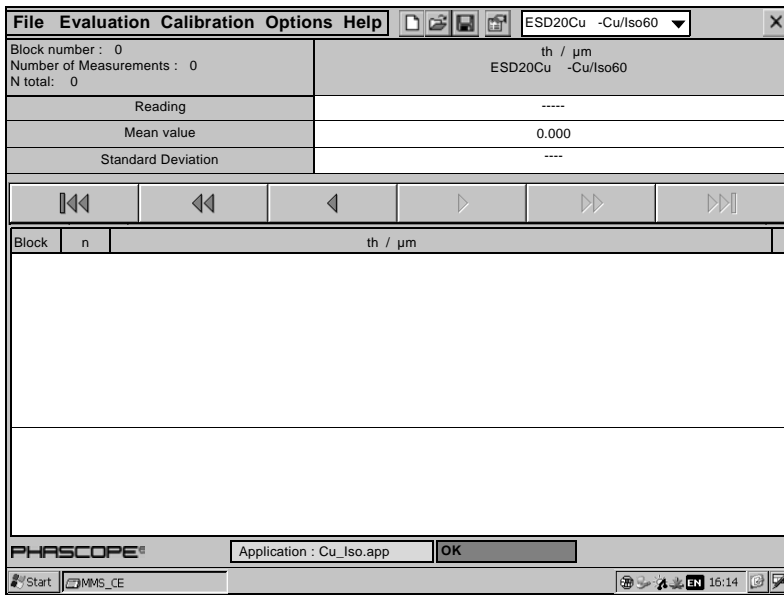 File Evaluation Calibration Options Help ESD20Cu -Cu/Iso60
Block number : 0
Number of Measurements : 0
N total: 0
th / µm
ESD20Cu -Cu/Iso60
Reading -----
Mean value 0.000
Standard Deviation ----
Block n th / µm
PHASCOPE
Application : Cu_Iso.app OK
Start MMS_CE EN 16:14